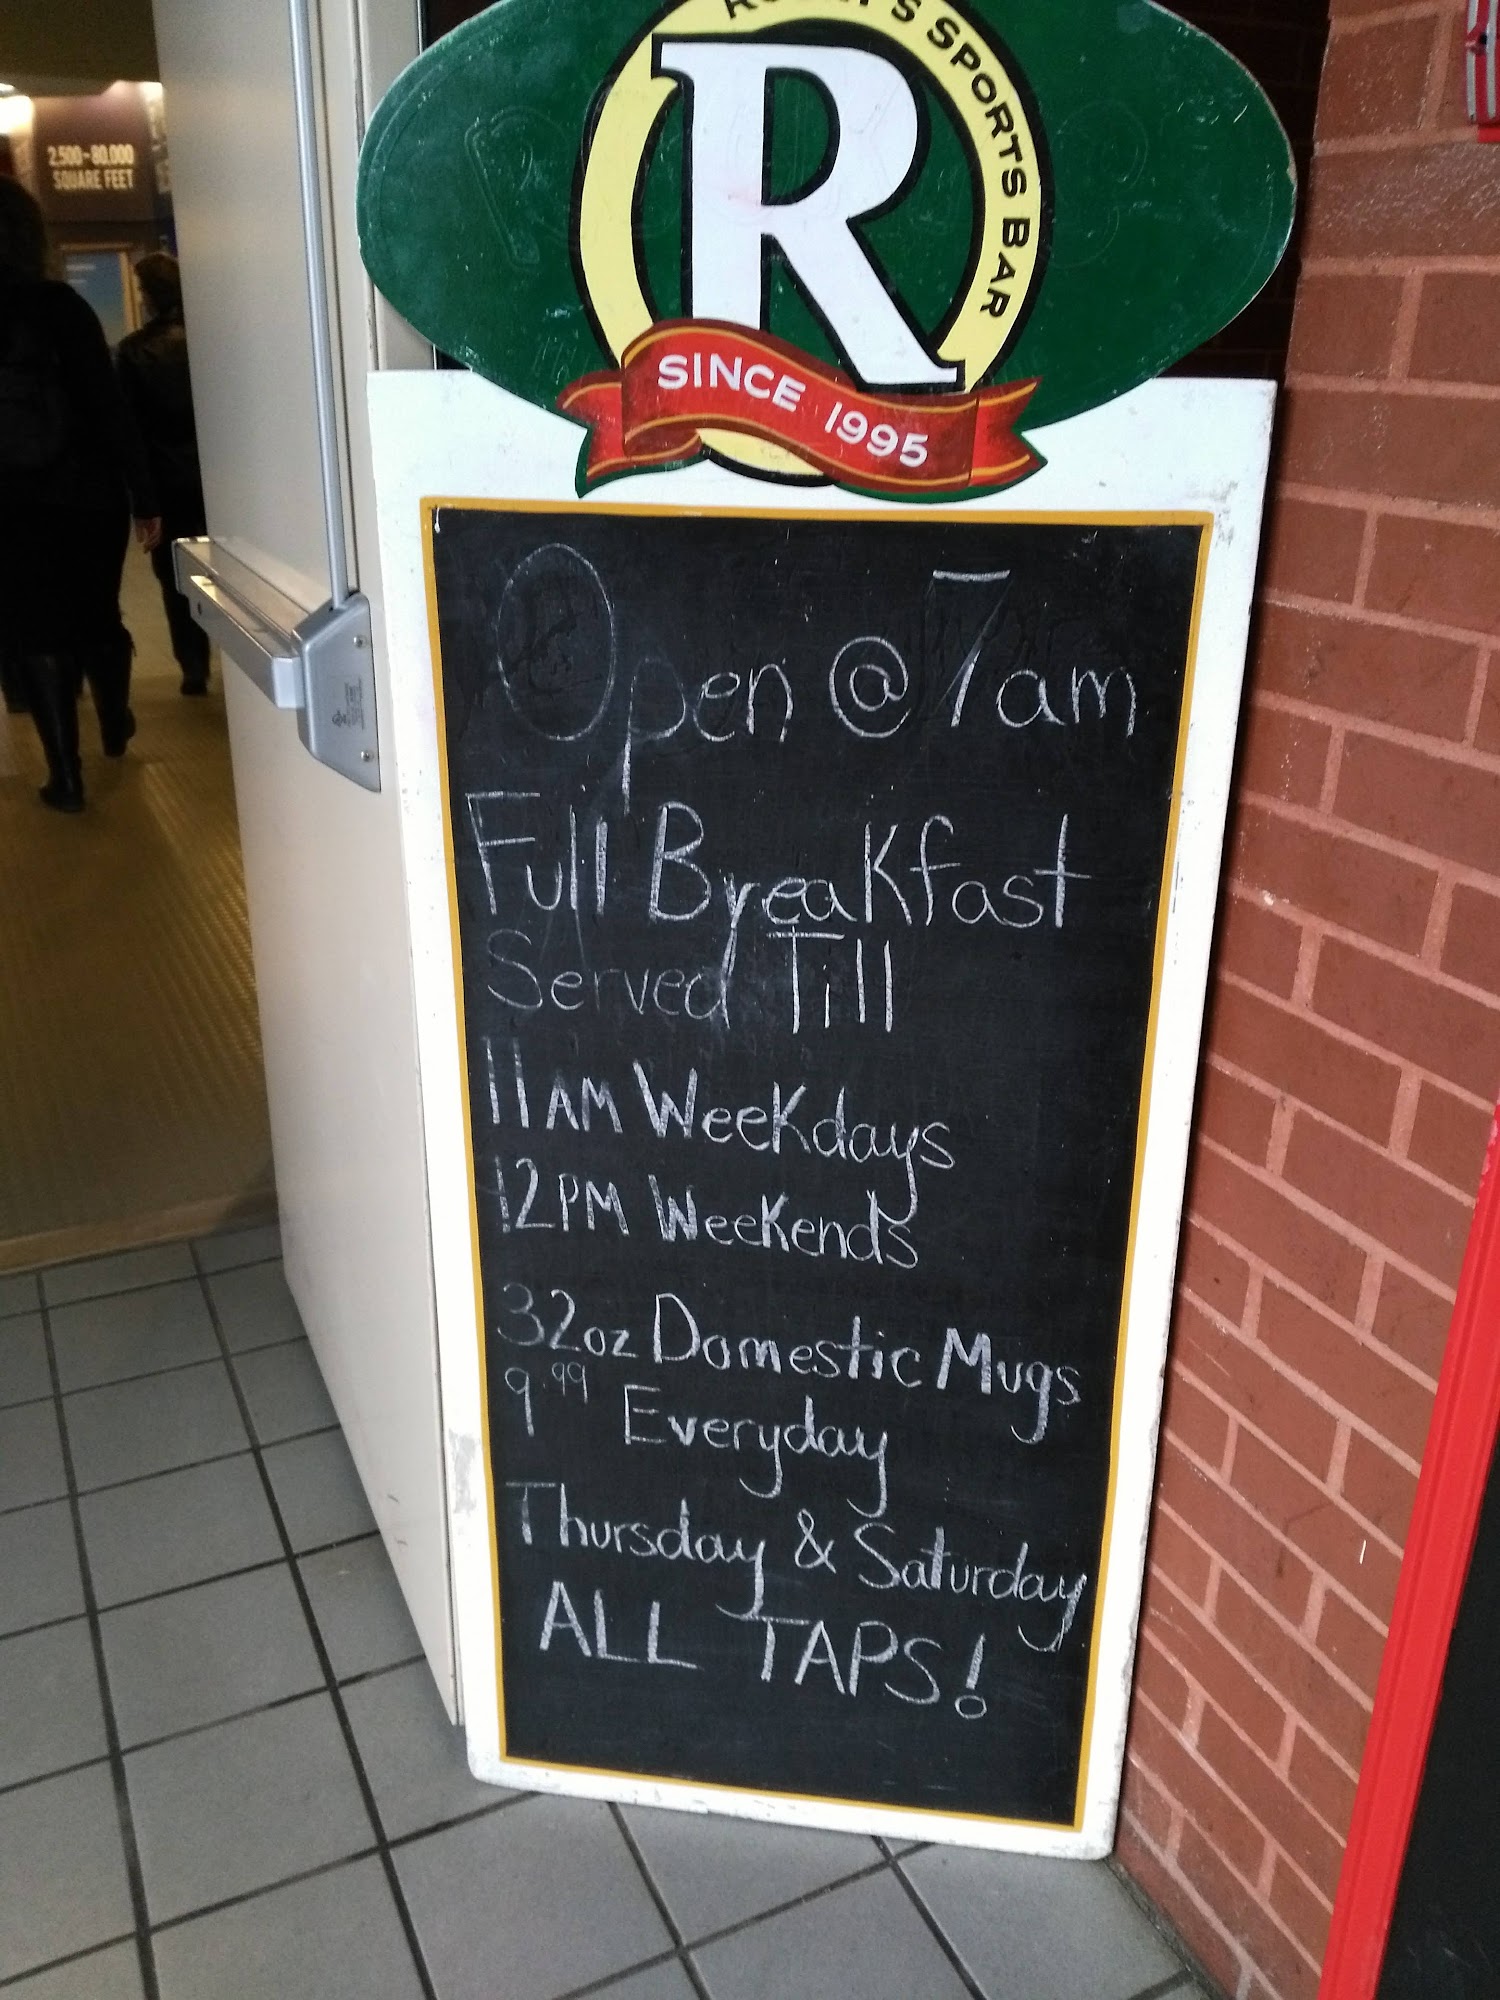 2,500-80,000
SQUARE FEET
SPORTS BAR
R
SINCE 1995
Open @ 7am
Full Breakfast
Served Till
11AM Weekdays
12PM Weekends
32oz Domestic Mugs
9.99 Everyday
Thursday & Saturday
ALL TAPS!